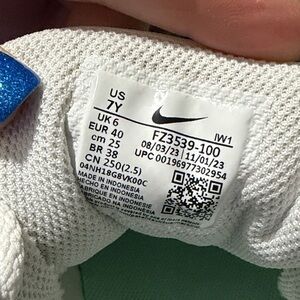 US
7Y
UK 6
EUR 40
cm 25
BR 38
CN 250(2.5)
04NH18G8VK00C
MADE IN INDONESIA
HECHO EN INDONESIA
FABRIQUÉ EN INDONÉSIE
FZ3539-100 IW1
08/03/23 11/01/23
UPC 00196977302954